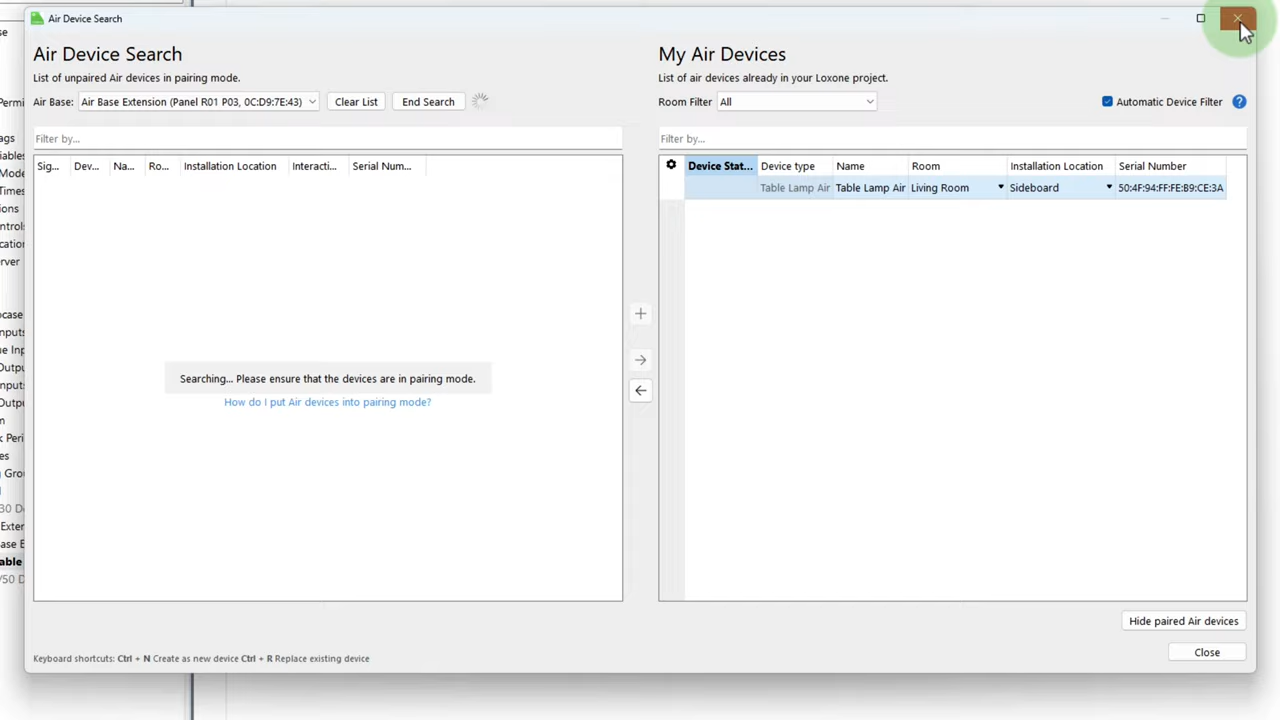 Air Device Search
Air Device Search
List of unpaired Air devices in pairing mode.
Air Base: Air Base Extension (Panel R01 P03, 0C:D9:7E:43) Clear List End Search
Filter by...
Sig... Dev... Na... Ro... Installation Location Interacti... Serial Num...
Searching... Please ensure that the devices are in pairing mode.
How do I put Air devices into pairing mode?
My Air Devices
List of air devices already in your Loxone project.
Room Filter All Automatic Device Filter ?
Filter by...
Device Stat... Device type Name Room Installation Location Serial Number
Table Lamp Air Table Lamp Air Living Room Sideboard 50:4F:94:FF:FE:B9:CE:3A
Hide paired Air devices
Keyboard shortcuts: Ctrl + N Create as new device Ctrl + R Replace existing device
Close